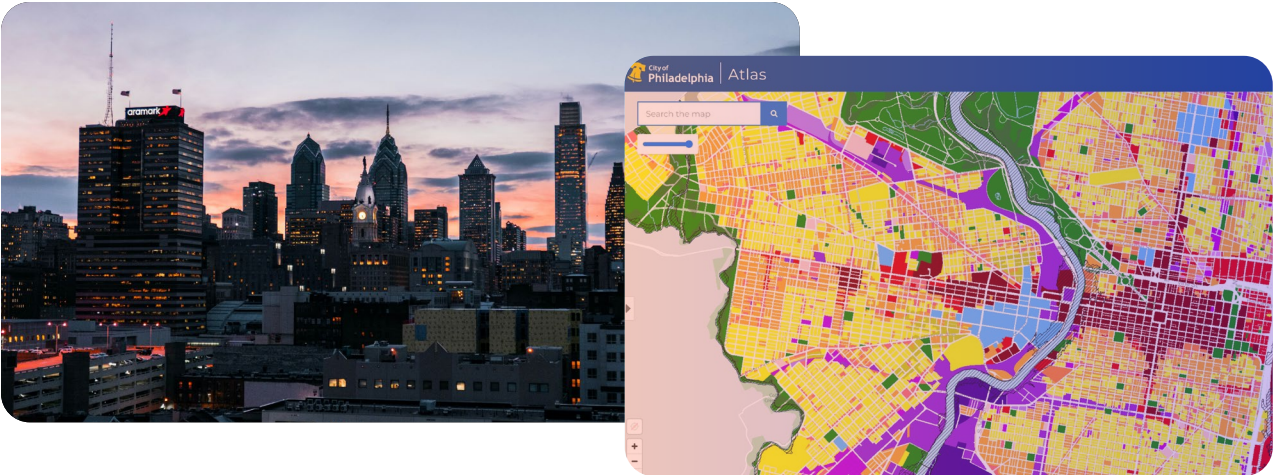 aramark
City of
Philadelphia
Atlas
Search the map
+
−